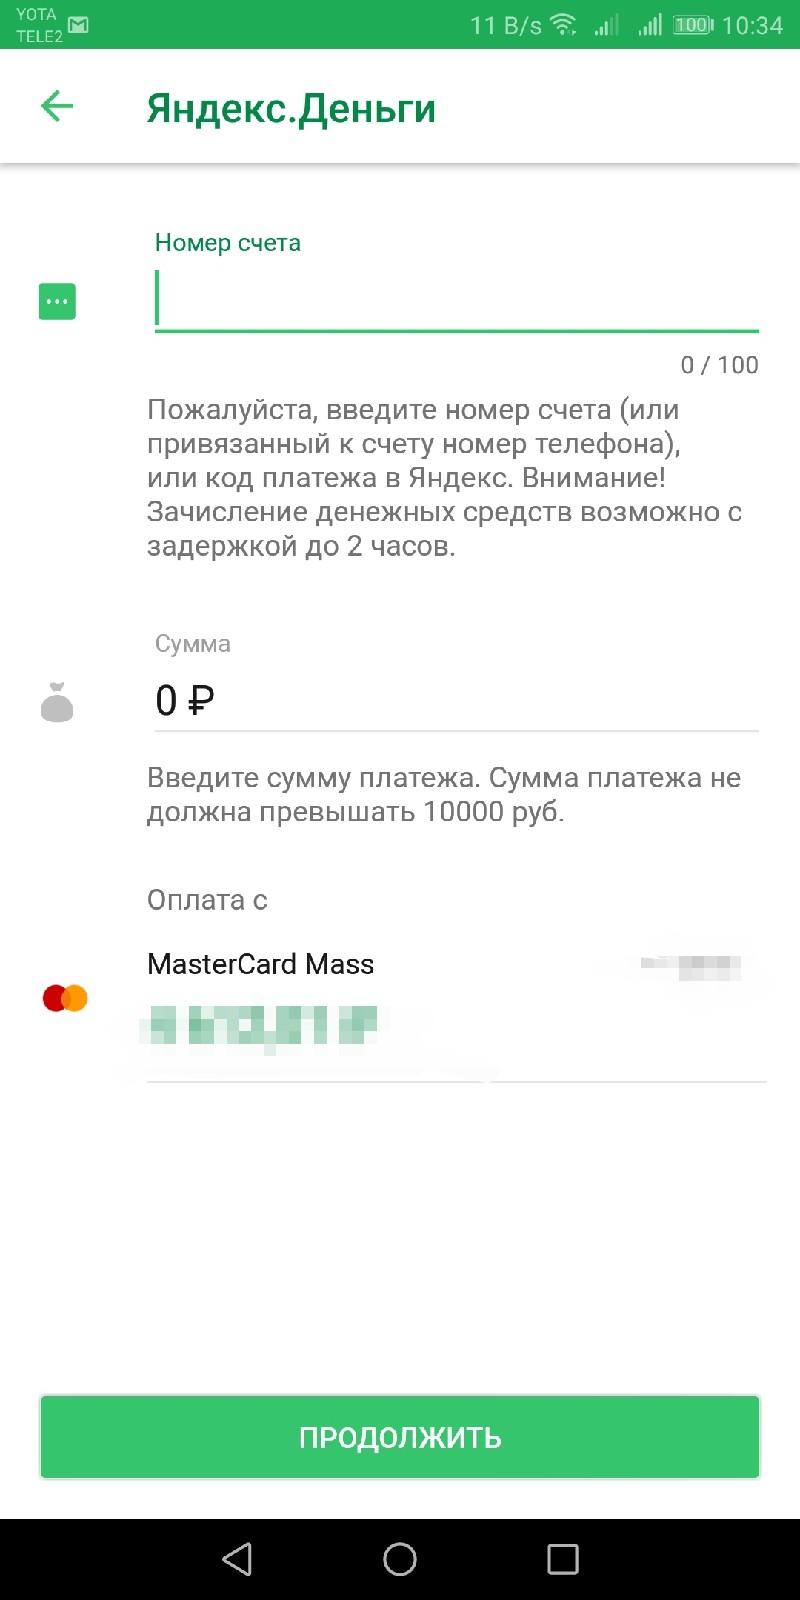 YOTA
TELE2
11 B/s
100
10:34
Яндекс.Деньги
Номер счета
0 / 100
Пожалуйста, введите номер счета (или
привязанный к счету номер телефона),
или код платежа в Яндекс. Внимание!
Зачисление денежных средств возможно с
задержкой до 2 часов.
Сумма
0 ₽
Введите сумму платежа. Сумма платежа не
должна превышать 10000 руб.
Оплата с
MasterCard Mass
ПРОДОЛЖИТЬ